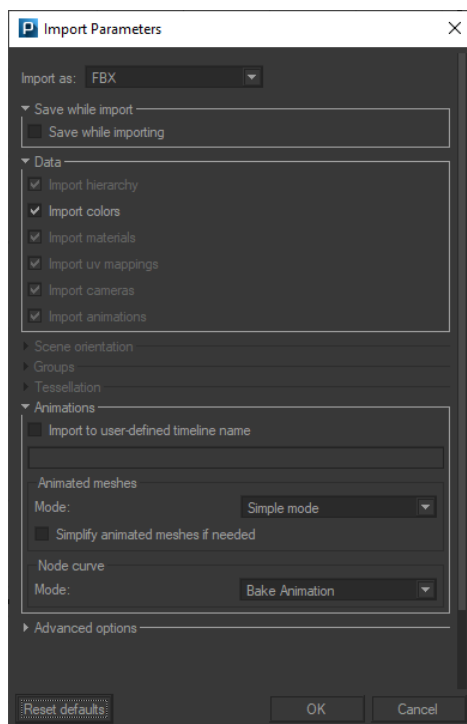 Import Parameters
Import as: FBX
Save while import
Save while importing
Data
Import hierarchy
Import colors
Import materials
Import uv mappings
Import cameras
Import animations
Scene orientation
Groups
Tessellation
Animations
Import to user-defined timeline name
Animated meshes
Mode: Simple mode
Simplify animated meshes if needed
Node curve
Mode: Bake Animation
Advanced options
Reset defaults OK Cancel